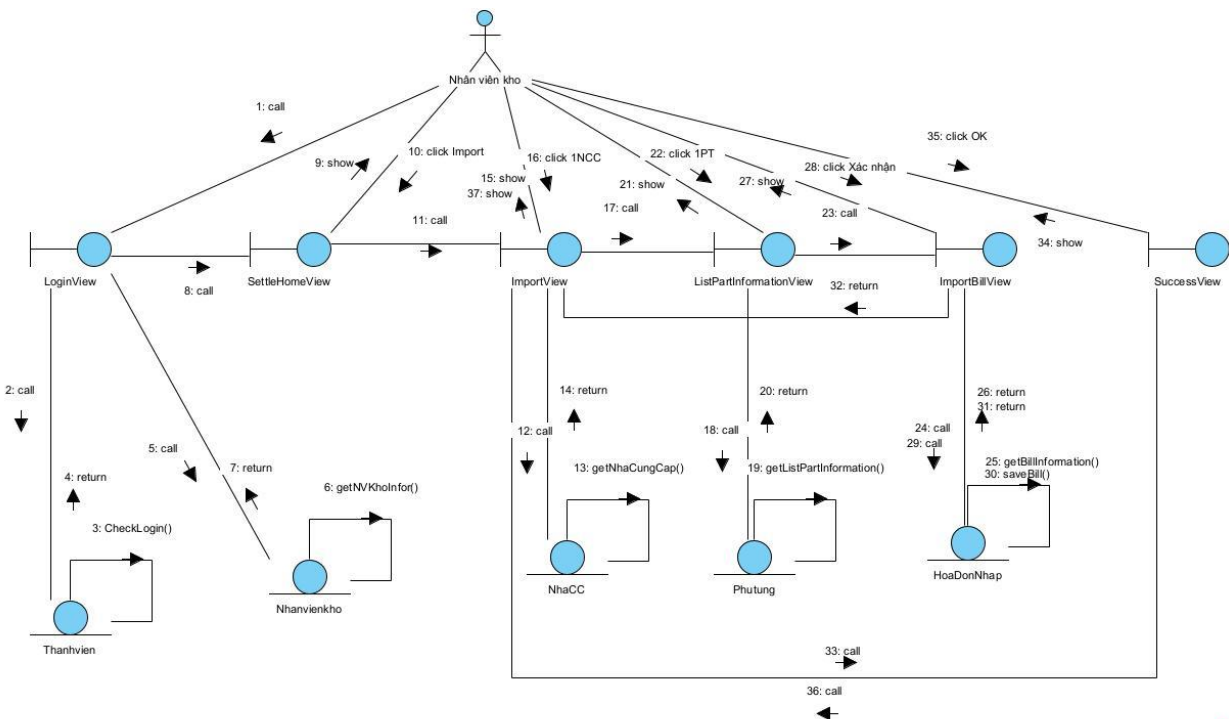 Nhân viên kho
1: call
9: show
10: click Import
16: click 1NCC
15: show
37: show
22: click 1PT
21: show
28: click Xác nhận
27: show
35: click OK
34: show
11: call
17: call
23: call
8: call
LoginView
SettleHomeView
ImportView
ListPartInformationView
ImportBillView
SuccessView
32: return
2: call
4: return
3: CheckLogin()
5: call
7: return
6: getNVKhoInfor()
12: call
14: return
13: getNhaCungCap()
18: call
20: return
19: getListPartInformation()
24: call
29: call
26: return
31: return
25: getBillInformation()
30: saveBill()
Thanhvien
Nhanvienkho
NhaCC
Phutung
HoaDonNhap
33: call
36: call